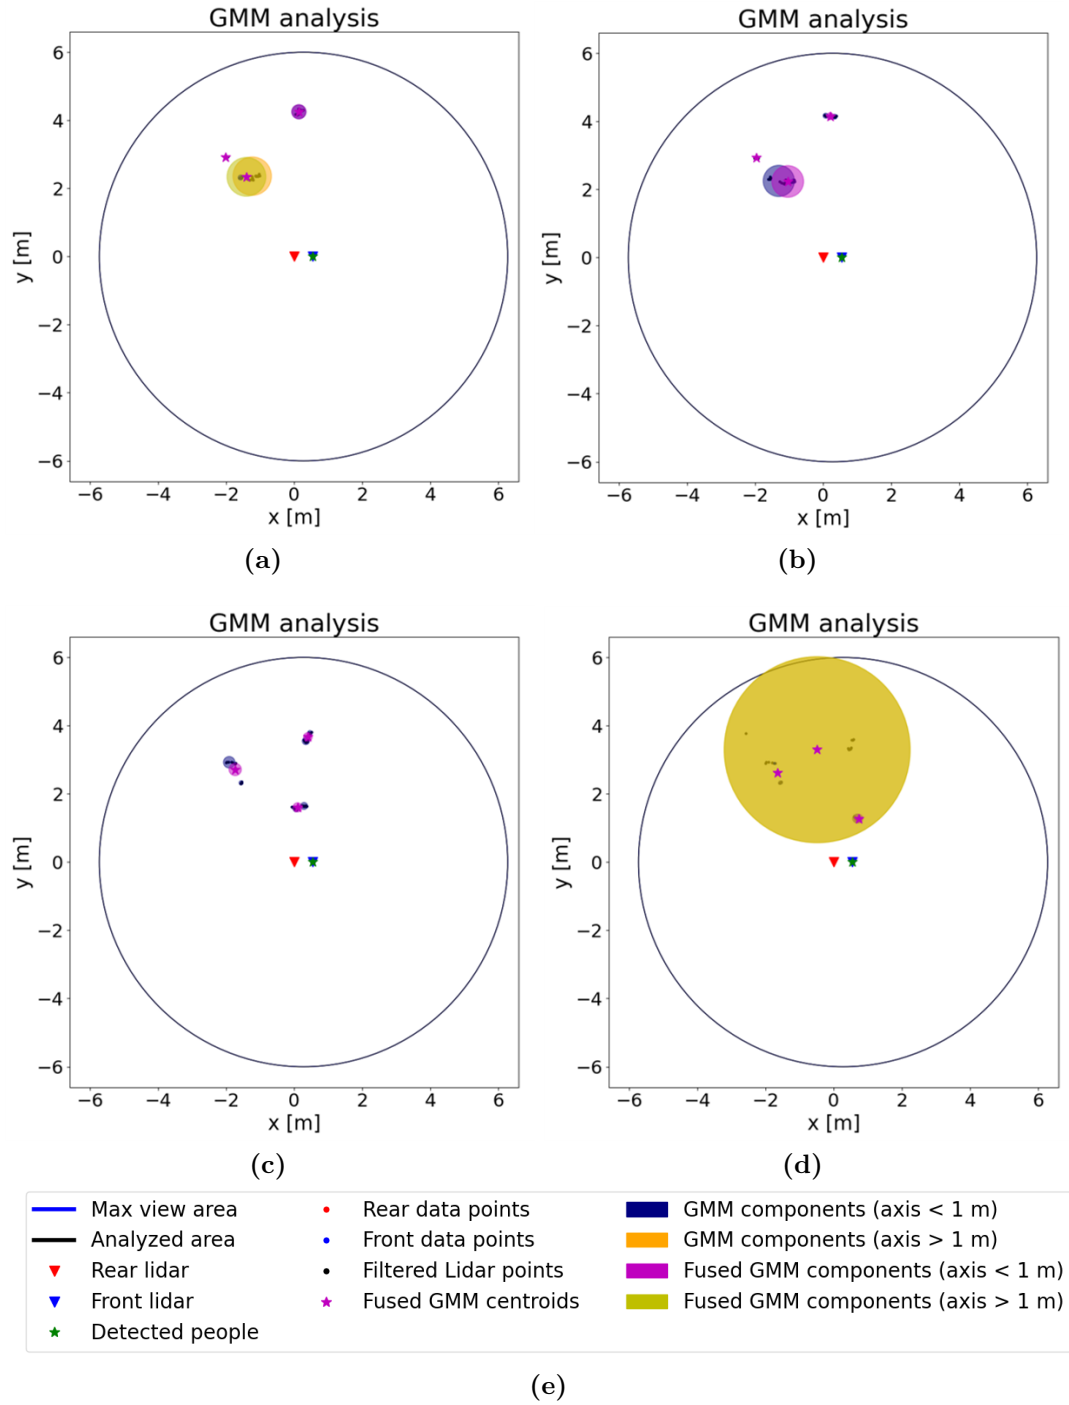 GMM analysis
GMM analysis
y [m]
6
4
2
0
−2
−4
−6
−6 −4 −2 0 2 4 6
x [m]
y [m]
6
4
2
0
−2
−4
−6
−6 −4 −2 0 2 4 6
x [m]
(a)
(b)
GMM analysis
GMM analysis
y [m]
6
4
2
0
−2
−4
−6
−6 −4 −2 0 2 4 6
x [m]
y [m]
6
4
2
0
−2
−4
−6
−6 −4 −2 0 2 4 6
x [m]
(c)
(d)
Max view area
Analyzed area
Rear lidar
Front lidar
Detected people
Rear data points
Front data points
Filtered Lidar points
Fused GMM centroids
GMM components (axis < 1 m)
GMM components (axis > 1 m)
Fused GMM components (axis < 1 m)
Fused GMM components (axis > 1 m)
(e)